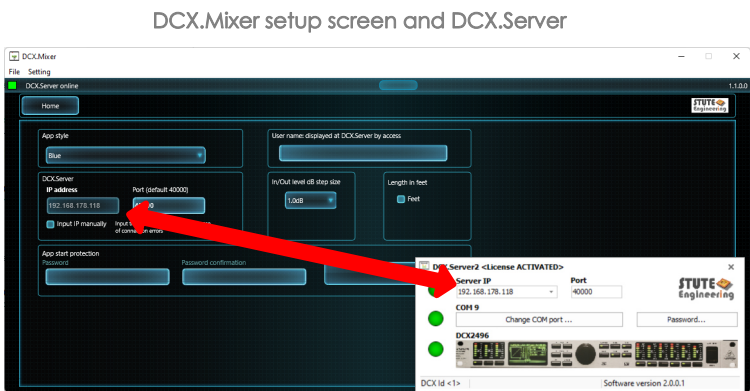 DCX.Mixer setup screen and DCX.Server
DCX.Mixer
File Setting
DCX.Server online
1.1.0.0
Home
STUTE
Engineering
App style
Blue
User name: displayed at DCX.Server by access
DCX.Server
IP address
Port (default 40000)
192.168.178.118
Input IP manually
of connection errors
In/Out level dB step size
1.0dB
Length in feet
Feet
App start protection
Password
Password confirmation
DCX.Server2 <License ACTIVATED>
Server IP
Port
192.168.178.118
40000
STUTE
Engineering
COM 9
Change COM port ...
Password...
DCX2496
DCX Id <1>
Software version 2.0.0.1